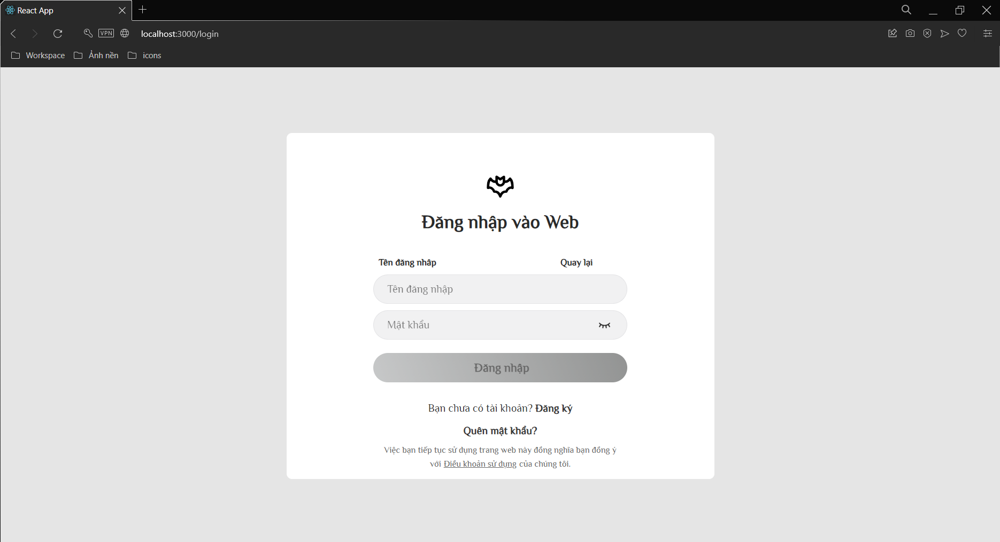 React App
VPN
localhost:3000/login
Workspace Ảnh nền icons
Đăng nhập vào Web
Tên đăng nhâp Quay lại
Tên đăng nhập
Mật khẩu
Đăng nhập
Bạn chưa có tài khoản? Đăng ký
Quên mật khẩu?
Việc bạn tiếp tục sử dụng trang web này đồng nghĩa bạn đồng ý
với Điều khoản sử dụng của chúng tôi.